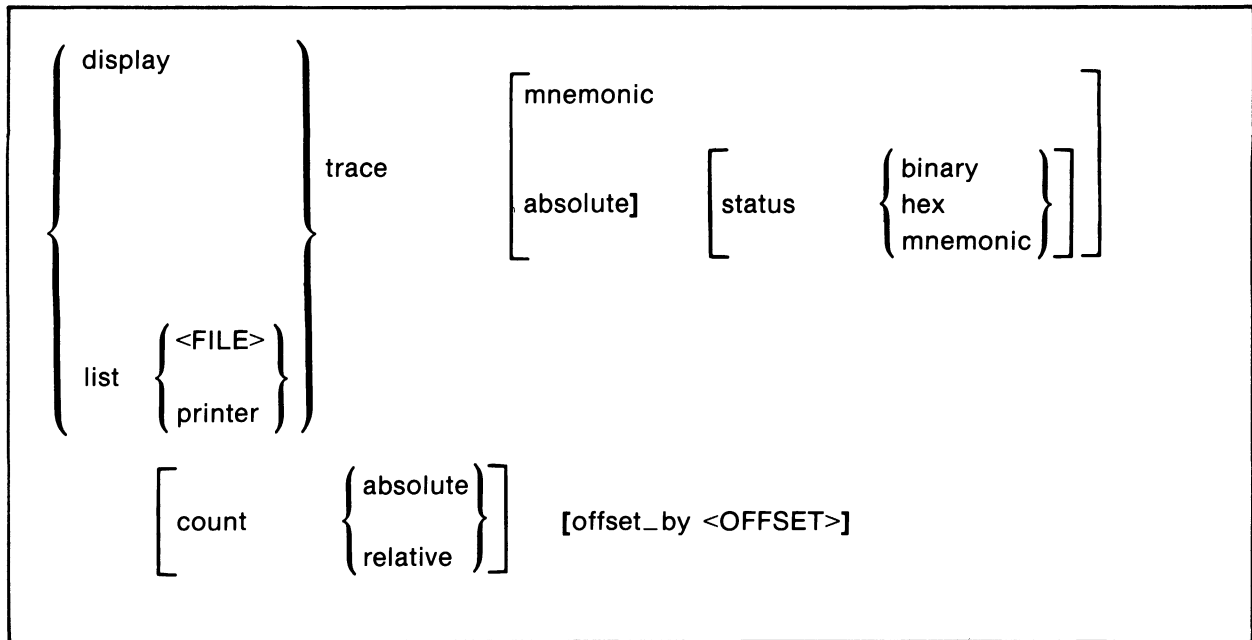 display
mnemonic
trace
binary
absolute] status hex
mnemonic
<FILE>
list
printer
absolute
count [offset_by <OFFSET>]
relative